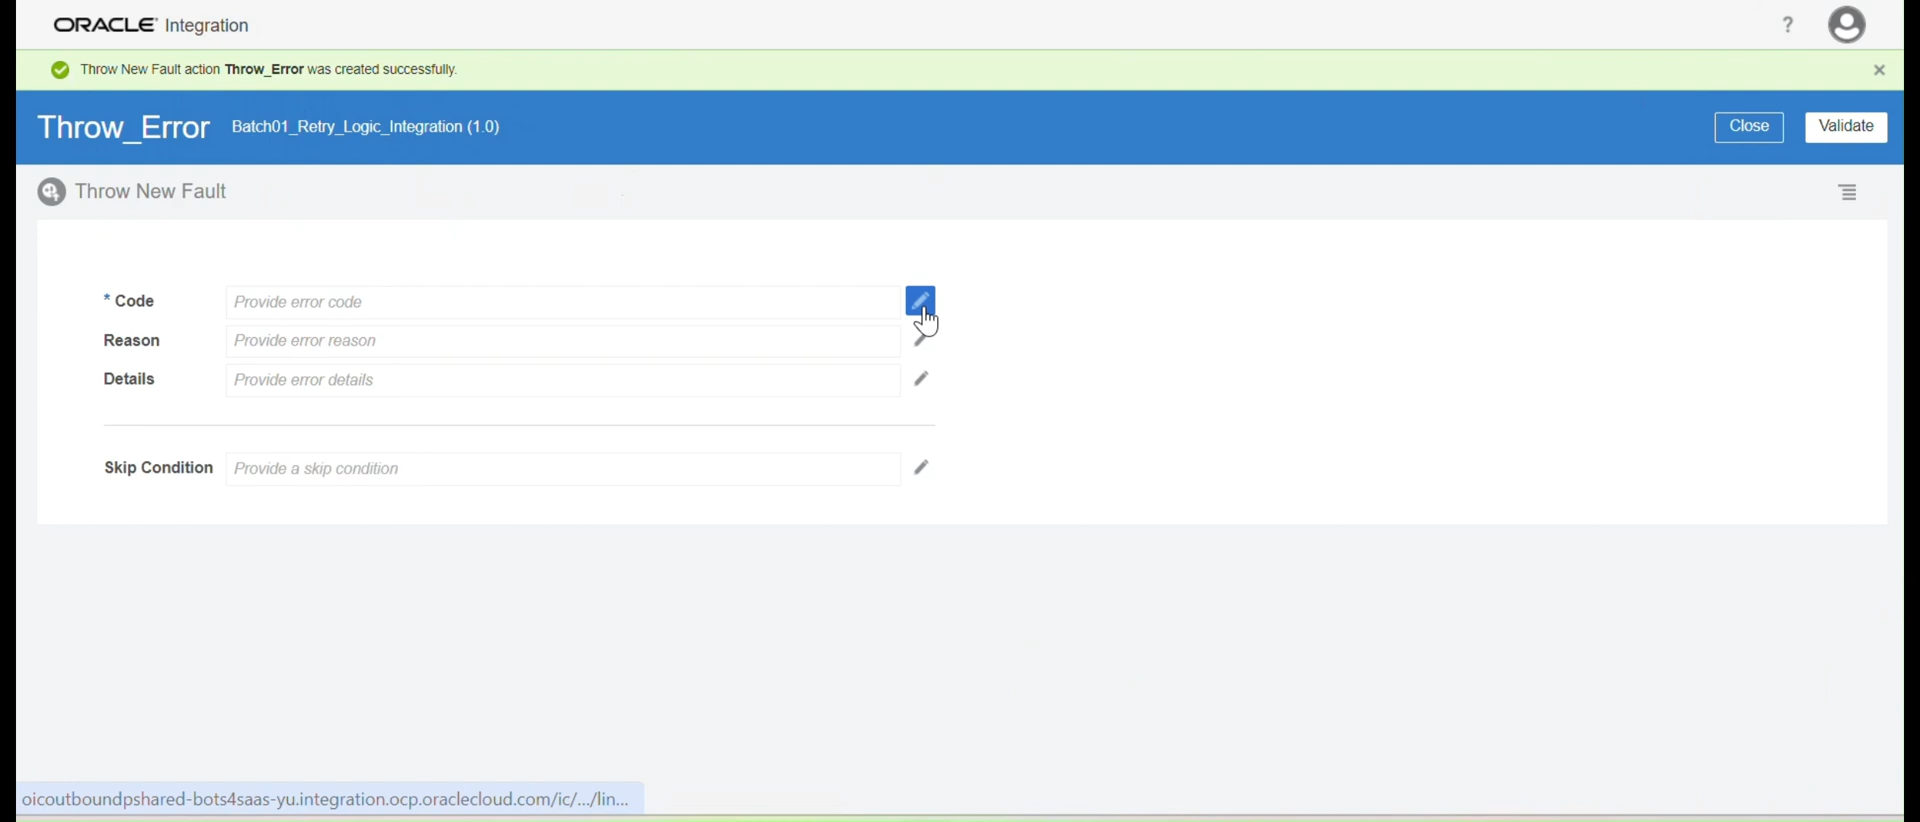 ORACLE Integration
?
Throw New Fault action Throw_Error was created successfully.
Throw_Error Batch01_Retry_Logic_Integration (1.0)
Close
Validate
Throw New Fault
* Code Provide error code
Reason Provide error reason
Details Provide error details
Skip Condition Provide a skip condition
oicoutboundpshared-bots4saas-yu.integration.ocp.oraclecloud.com/ic/.../lin...